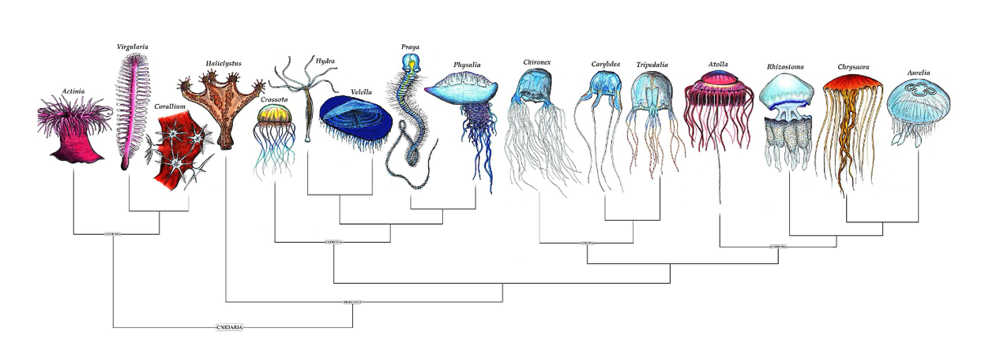 Virgularia
Praya
Hydra
Haliclystus
Physalia
Chironex
Carybdea
Tripedalia
Atolla
Rhizostoma
Chrysaora
Aurelia
Actinia
Velella
Crossota
Corallium
CNIDARIA